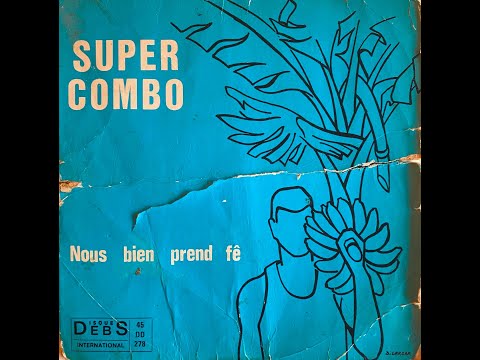 SUPER
COMBO
Nous bien prend fê
DISQUES DEBS
INTERNATIONAL
45
DD
278